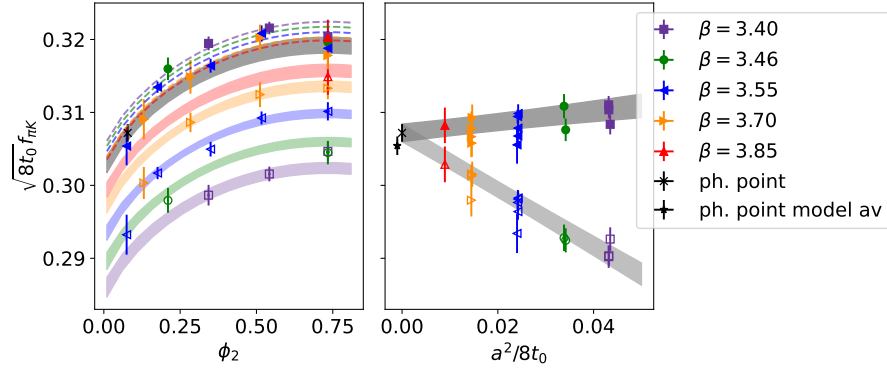 √8t₀ f_πK
0.32
0.31
0.30
0.29
0.00
0.25
0.50
0.75
ϕ₂
0.00
0.02
0.04
a²/8t₀
β = 3.40
β = 3.46
β = 3.55
β = 3.70
β = 3.85
ph. point
ph. point model av